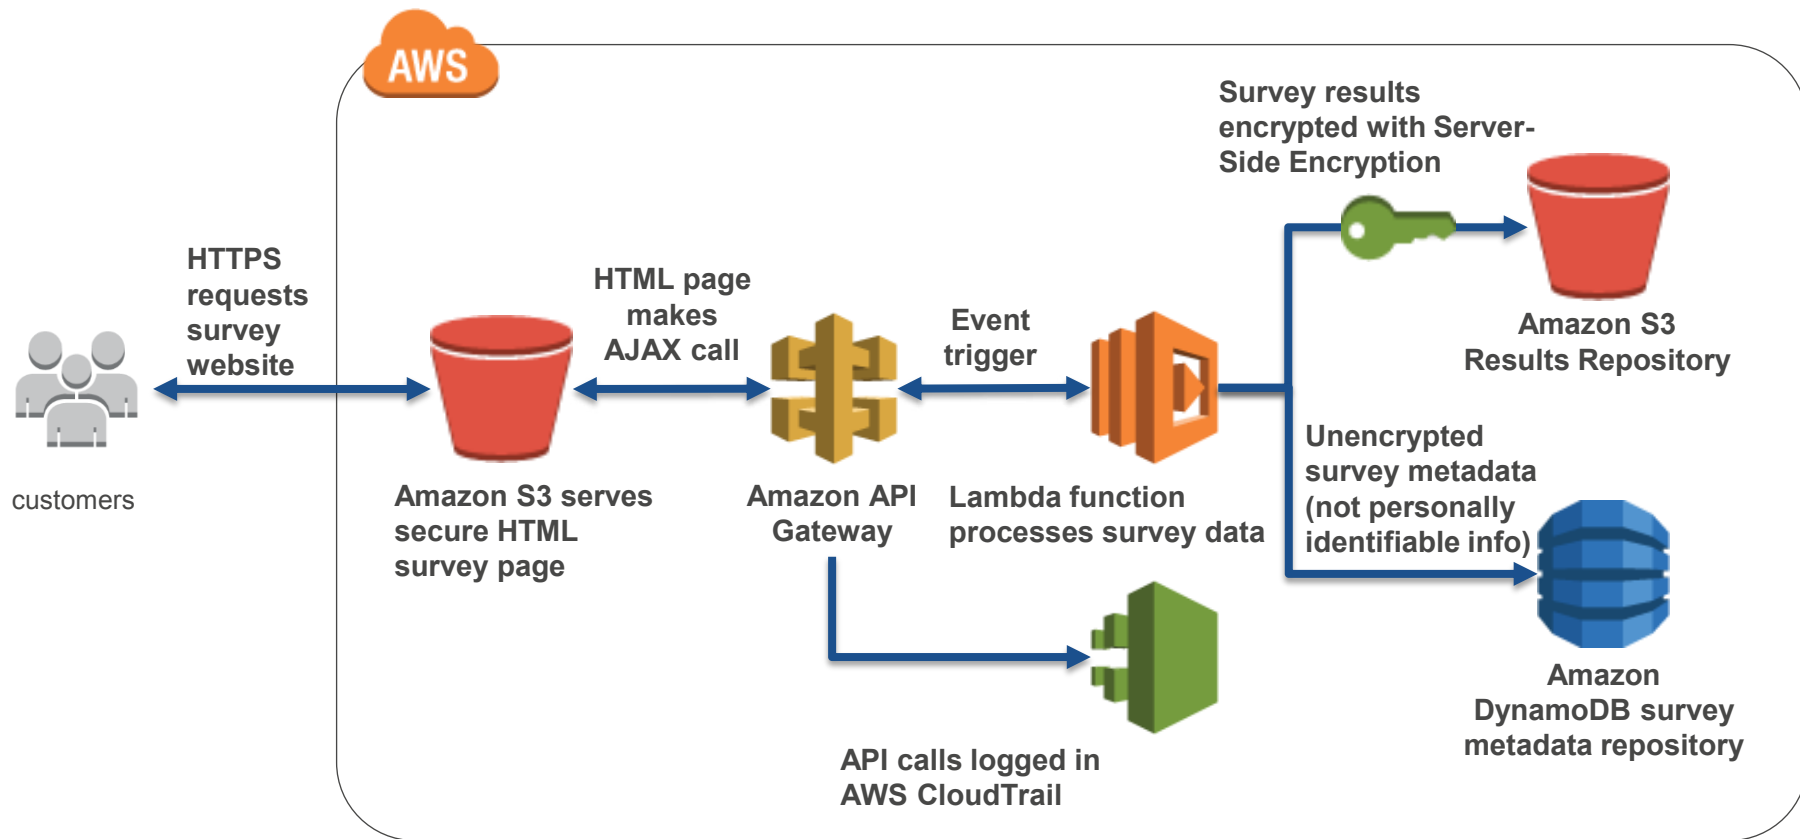 AWS
Survey results
encrypted with Server-
Side Encryption
HTTPS
requests
survey
website
HTML page
makes
AJAX call
Event
trigger
Amazon S3
Results Repository
customers
Amazon S3 serves
secure HTML
survey page
Amazon API
Gateway
Lambda function
processes survey data
Unencrypted
survey metadata
(not personally
identifiable info)
Amazon
DynamoDB survey
metadata repository
API calls logged in
AWS CloudTrail